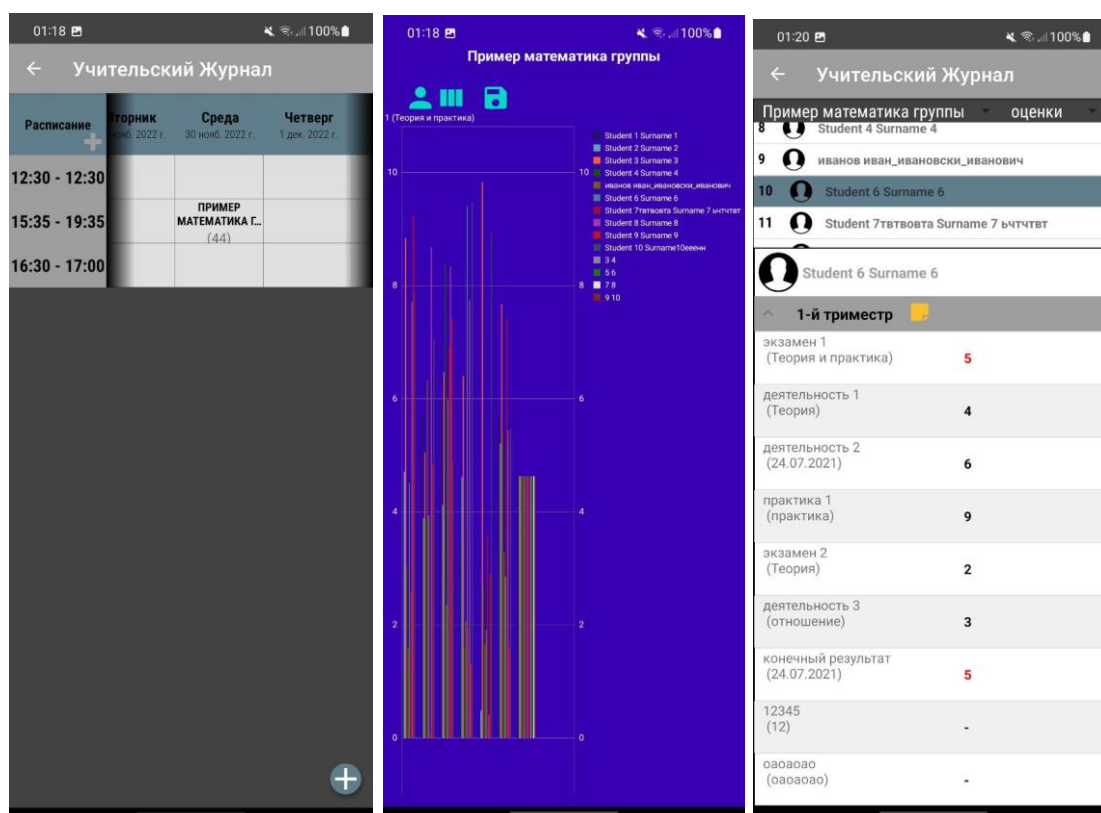 01:18
100%
Учительский Журнал
Расписание
торник
Среда
Четверг
нояб. 2022 г.
30 нояб. 2022 г.
1 дек. 2022 г.
12:30 - 12:30
15:35 - 19:35
ПРИМЕР
МАТЕМАТИКА Г...
(44)
16:30 - 17:00
01:18
100%
Пример математика группы
1 (Теория и практика)
10
8
6
4
2
0
10
8
6
4
2
0
Student 1 Surname 1
Student 2 Surname 2
Student 3 Surname 3
Student 4 Surname 4
иванов иван_ивановски_иванович
Student 6 Surname 6
Student 7твтвовта Surname 7 ьчтчтвт
Student 8 Surname 8
Student 9 Surname 9
Student 10 Surname10ееенн
3 4
5 6
7 8
9 10
01:20
100%
Учительский Журнал
Пример математика группы
оценки
8 Student 4 Surname 4
9 иванов иван_ивановски_иванович
10 Student 6 Surname 6
11 Student 7твтвовта Surname 7 ьчтчтвт
Student 6 Surname 6
1-й триместр
экзамен 1
(Теория и практика) 5
деятельность 1
(Теория) 4
деятельность 2
(24.07.2021) 6
практика 1
(практика) 9
экзамен 2
(Теория) 2
деятельность 3
(отношение) 3
конечный результат
(24.07.2021) 5
12345
(12) -
оаоаоао
(оаоаоао) -